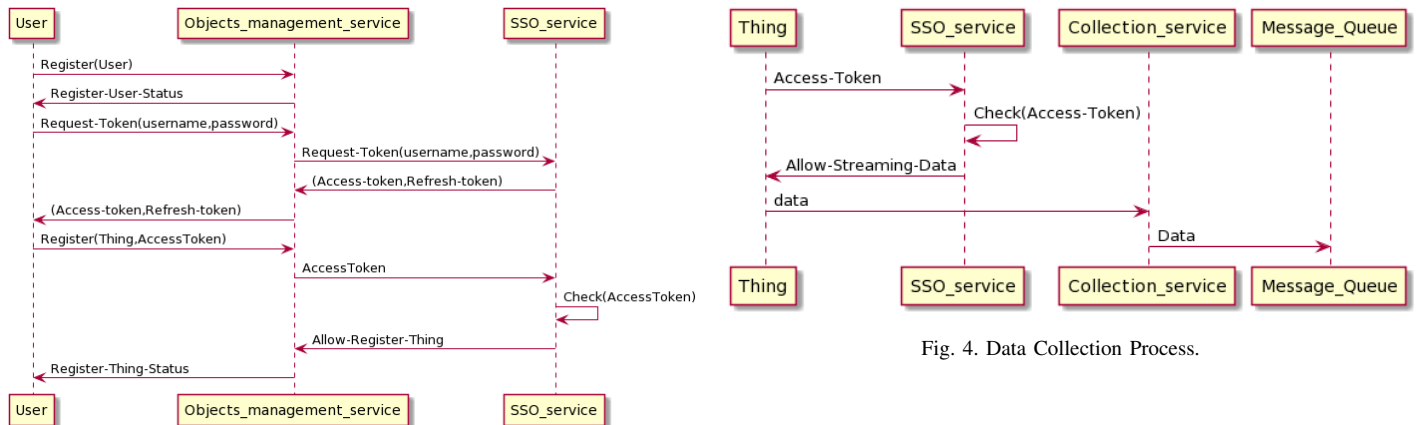 User
Objects_management_service
SSO_service
Register(User)
Register-User-Status
Request-Token(username,password)
Request-Token(username,password)
(Access-token,Refresh-token)
(Access-token,Refresh-token)
Register(Thing,AccessToken)
AccessToken
Check(AccessToken)
Allow-Register-Thing
Register-Thing-Status
User
Objects_management_service
SSO_service
Thing
SSO_service
Collection_service
Message_Queue
Access-Token
Check(Access-Token)
Allow-Streaming-Data
data
Data
Thing
SSO_service
Collection_service
Message_Queue
Fig. 4. Data Collection Process.